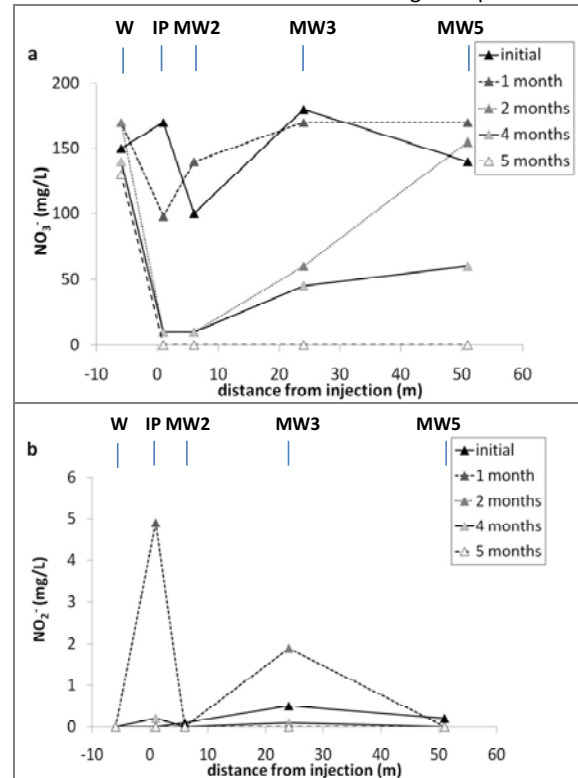 W IP MW2 MW3 MW5
a
initial
1 month
2 months
4 months
5 months
NO₃⁻ (mg/L)
200
150
100
50
0
-10 0 10 20 30 40 50 60
distance from injection (m)
W IP MW2 MW3 MW5
b
initial
1 month
2 months
4 months
5 months
NO₂⁻ (mg/L)
6
5
4
3
2
1
0
-10 0 10 20 30 40 50 60
distance from injection (m)